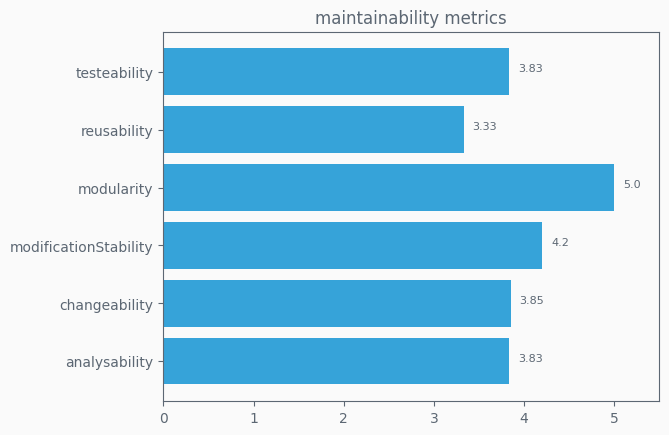 maintainability metrics
testeability
3.83
reusability
3.33
modularity
5.0
modificationStability
4.2
changeability
3.85
analysability
3.83
0 1 2 3 4 5